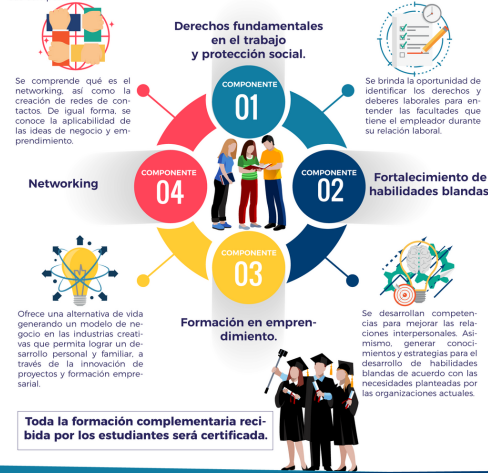 Derechos fundamentales
en el trabajo
y protección social.
Se comprende qué es el
networking, así como la
creación de redes de con-
tactos. De igual forma, se
conoce la aplicabilidad de
las ideas de negocio y em-
prendimiento.
COMPONENTE
01
Se brinda la oportunidad de
identificar los derechos y
deberes laborales para en-
tender las facultades que
tiene el empleador durante
su relación laboral.
Networking
COMPONENTE
04
COMPONENTE
02
Fortalecimiento de
habilidades blandas
COMPONENTE
03
Ofrece una alternativa de vida
generando un modelo de ne-
gocio en las industrias creati-
vas que permita lograr un de-
sarrollo personal y familiar, a
través de la innovación de
proyectos y formación empre-
sarial.
Formación en empren-
dimiento.
Se desarrollan competen-
cias para mejorar las rela-
ciones interpersonales. Asi-
mismo, generar conoci-
mientos y estrategias para el
desarrollo de habilidades
blandas de acuerdo con las
necesidades planteadas por
las organizaciones actuales.
Toda la formación complementaria reci-
bida por los estudiantes será certificada.